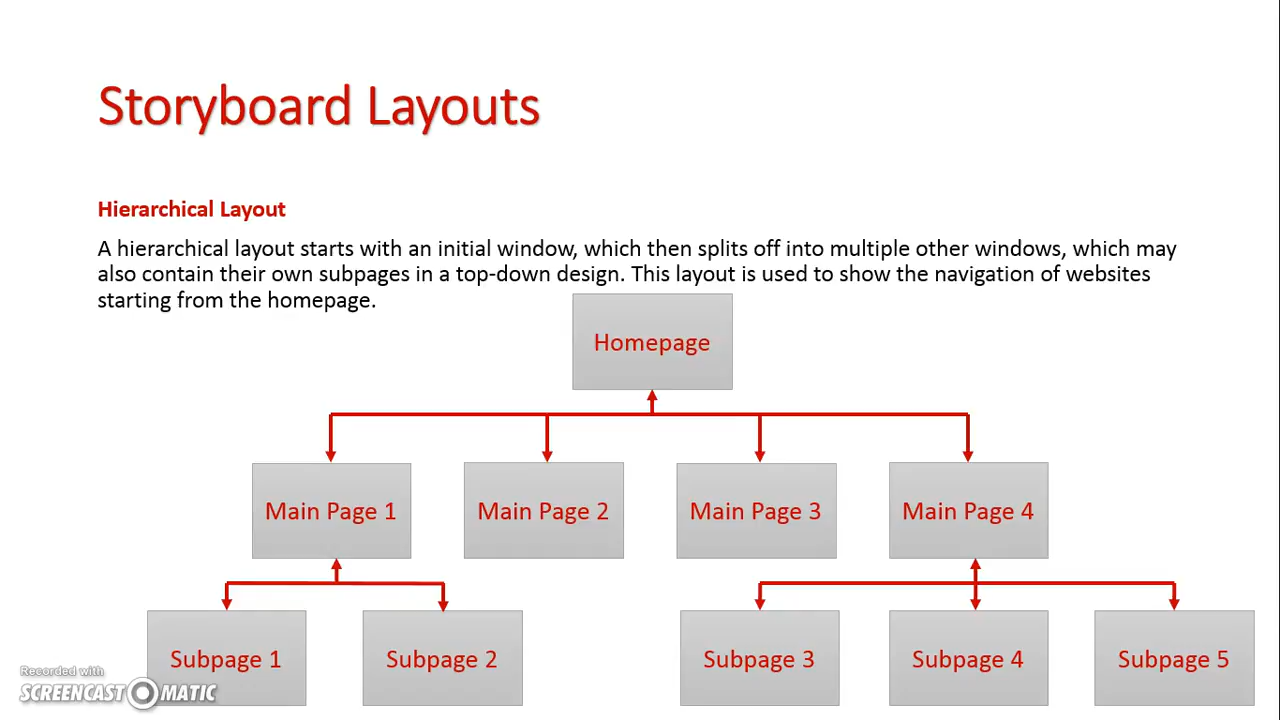 Storyboard Layouts
Hierarchical Layout
A hierarchical layout starts with an initial window, which then splits off into multiple other windows, which may
also contain their own subpages in a top-down design. This layout is used to show the navigation of websites
starting from the homepage.
Homepage
Main Page 1 Main Page 2 Main Page 3 Main Page 4
Subpage 1 Subpage 2 Subpage 3 Subpage 4 Subpage 5
Recorded with
SCREENCAST MATIC